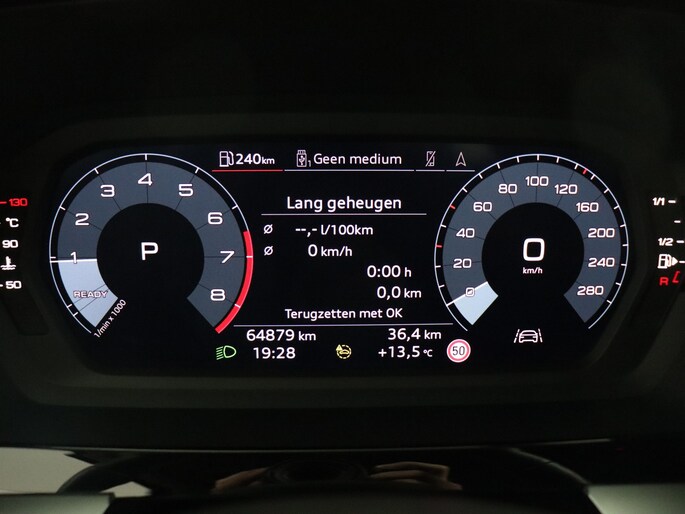 240km
1 Geen medium
130
°C
90
50
1
2
3
4
5
6
7
8
READY
1/min x 1000
P
Lang geheugen
Ø --,- l/100km
Ø 0 km/h
0:00 h
0,0 km
Terugzetten met OK
64879 km 36,4 km
19:28 +13,5 °C 50
0
20
60
80
100
120
160
200
240
280
0
km/h
1/1
1/2
R